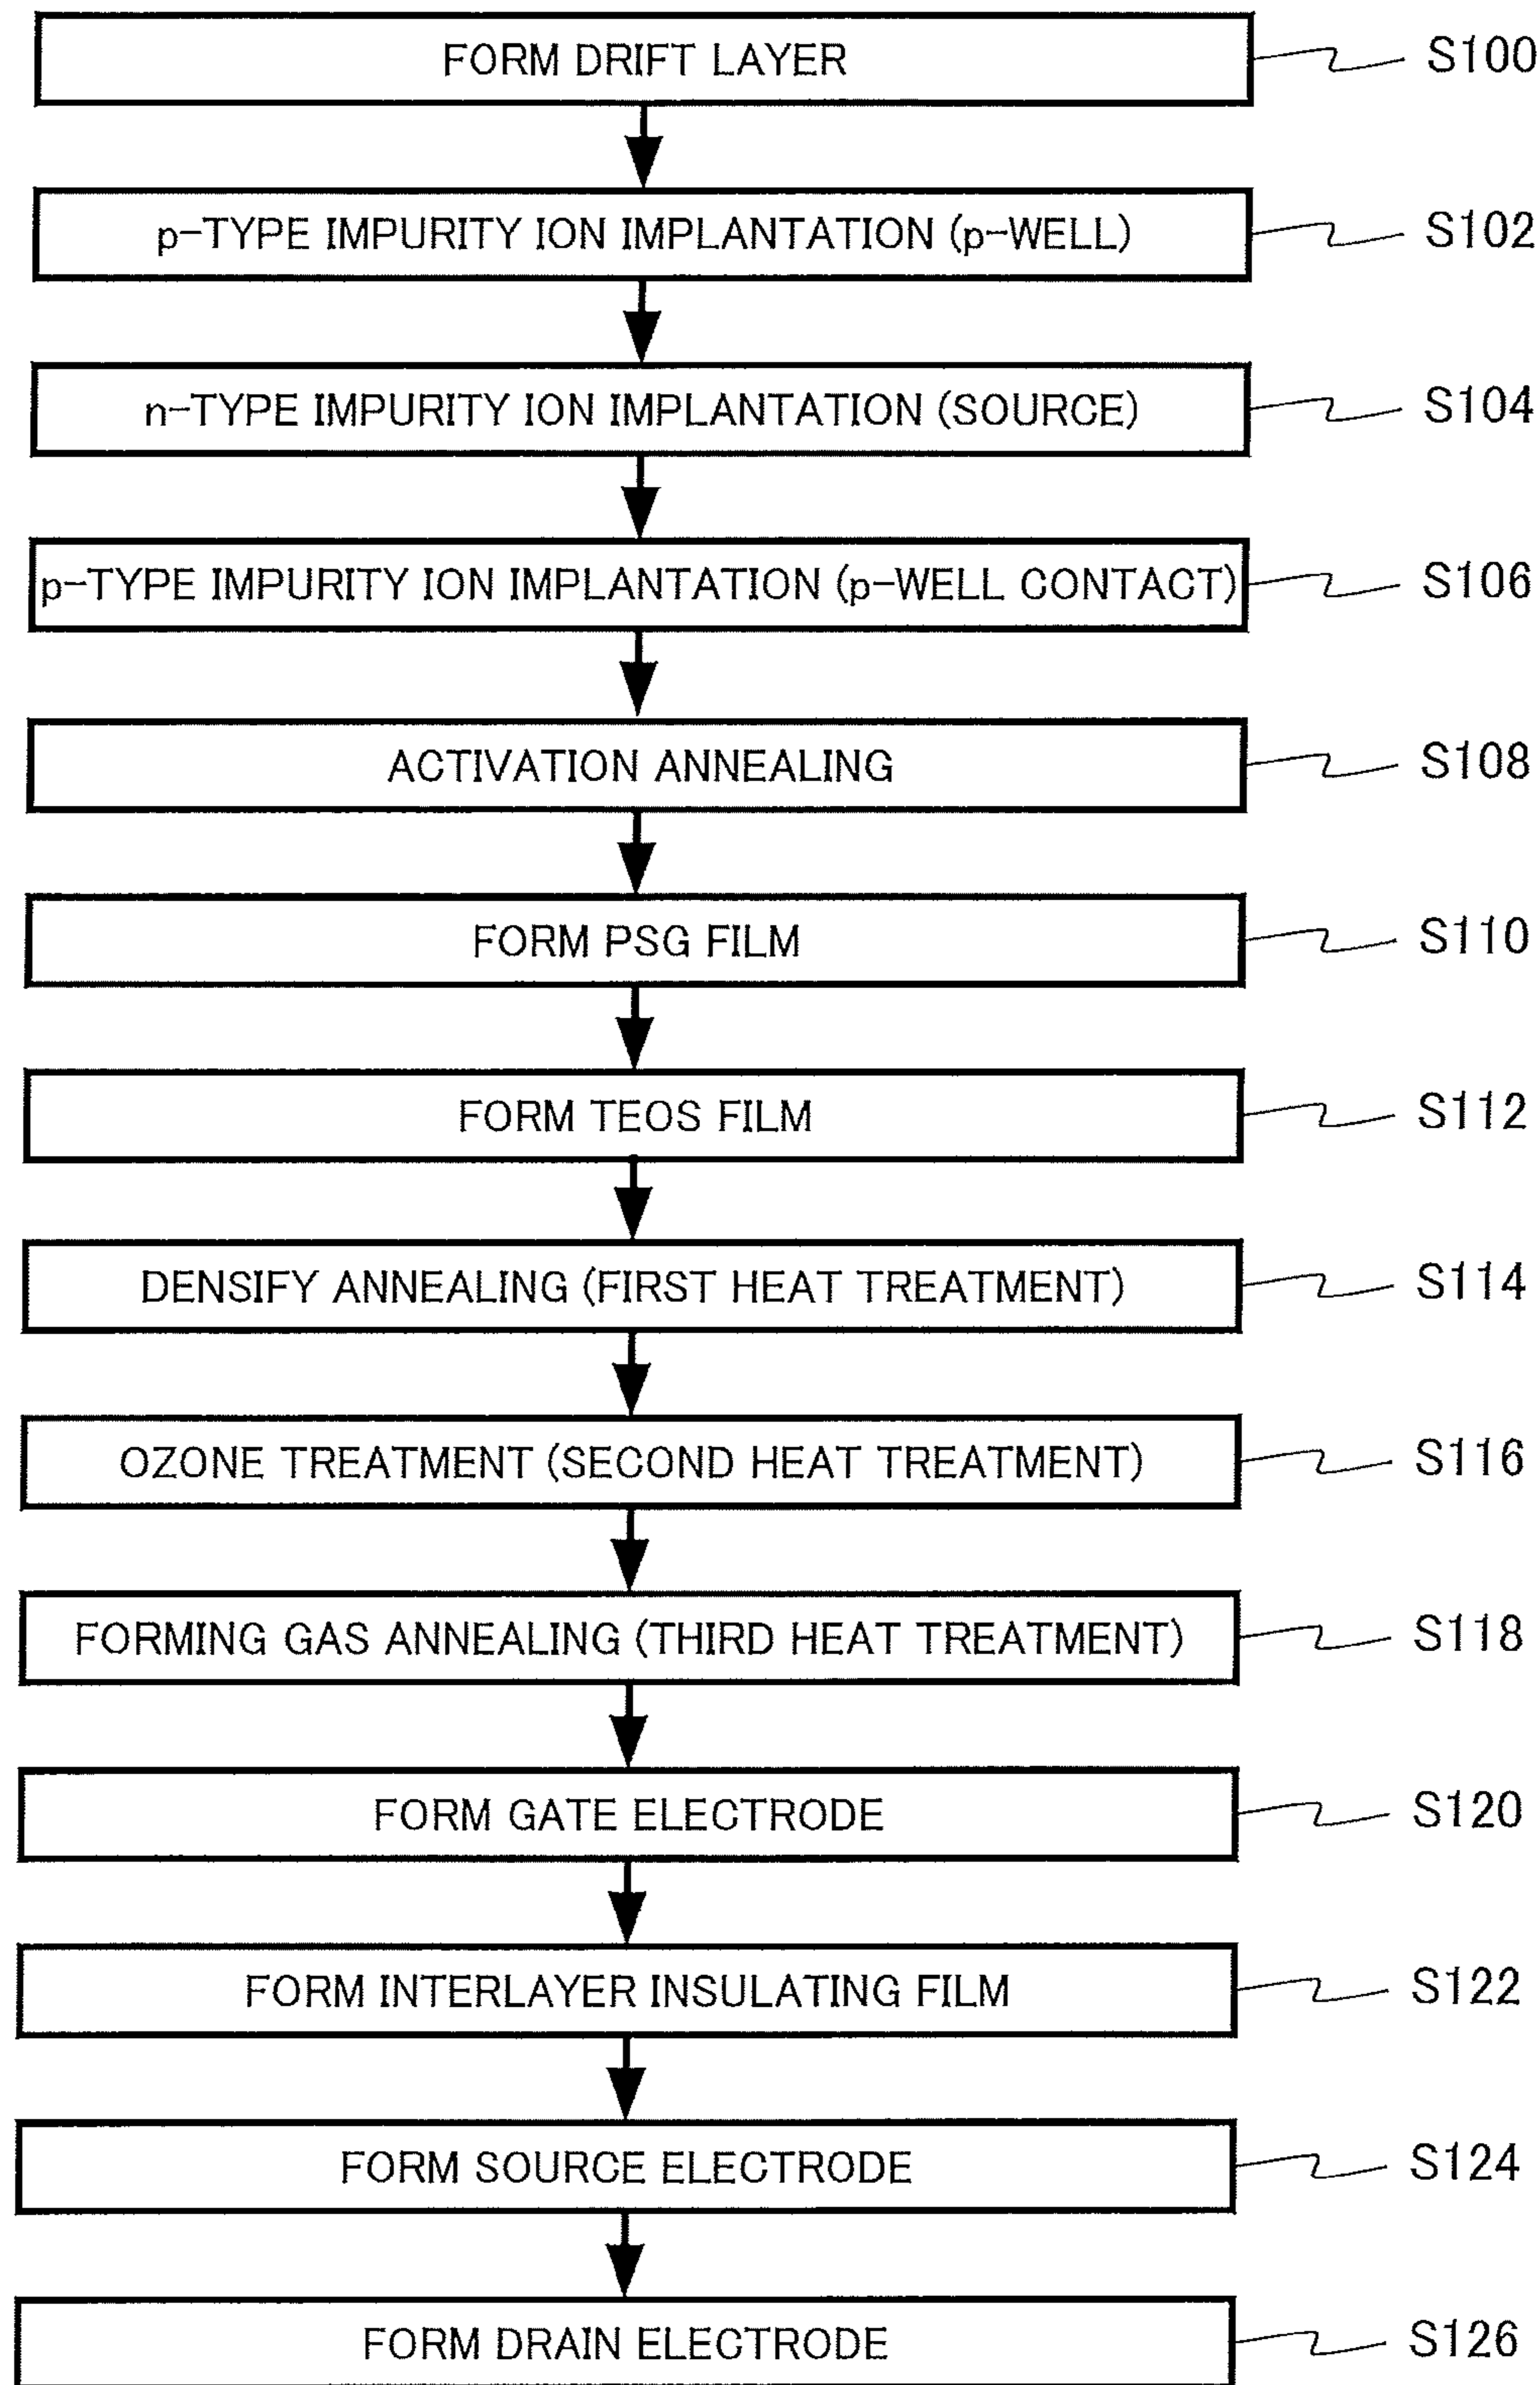 FORM DRIFT LAYER S100
p-TYPE IMPURITY ION IMPLANTATION (p-WELL) S102
n-TYPE IMPURITY ION IMPLANTATION (SOURCE) S104
p-TYPE IMPURITY ION IMPLANTATION (p-WELL CONTACT) S106
ACTIVATION ANNEALING S108
FORM PSG FILM S110
FORM TEOS FILM S112
DENSIFY ANNEALING (FIRST HEAT TREATMENT) S114
OZONE TREATMENT (SECOND HEAT TREATMENT) S116
FORMING GAS ANNEALING (THIRD HEAT TREATMENT) S118
FORM GATE ELECTRODE S120
FORM INTERLAYER INSULATING FILM S122
FORM SOURCE ELECTRODE S124
FORM DRAIN ELECTRODE S126